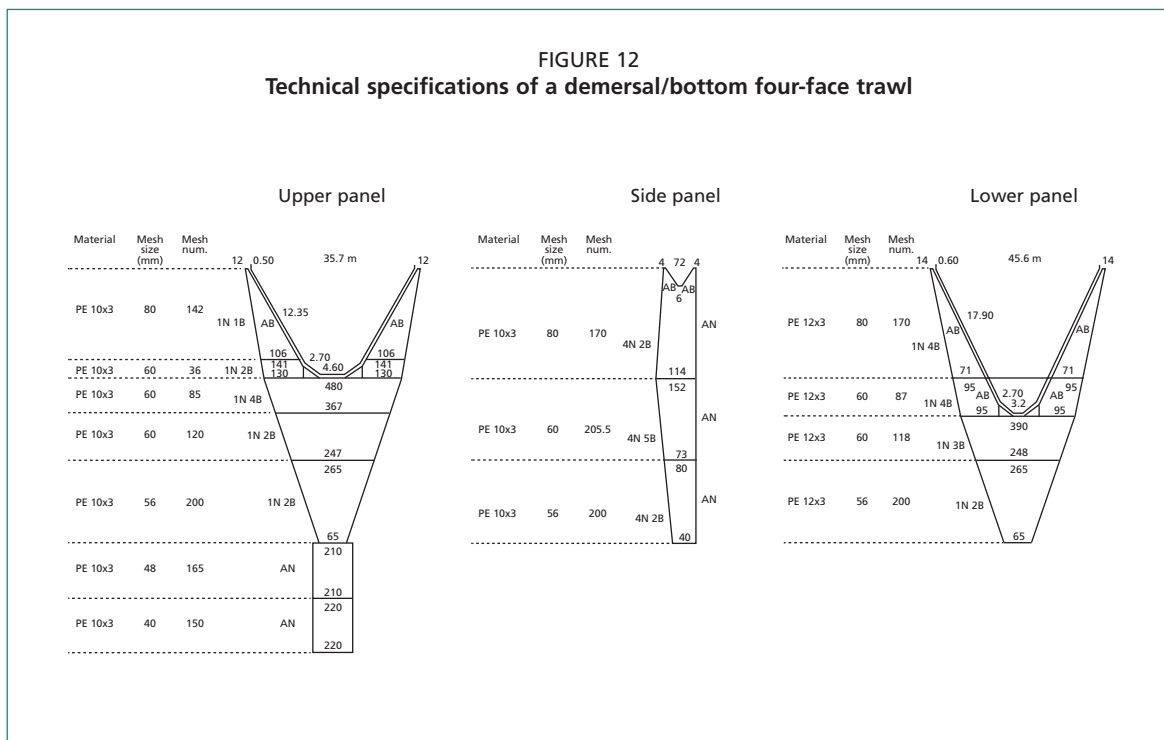 FIGURE 12
Technical specifications of a demersal/bottom four-face trawl
Upper panel
Material Mesh size (mm) Mesh num.
12 0.50 35.7 m 12
PE 10x3 80 142 1N 1B AB 12.35 AB
106 2.70 106
PE 10x3 60 36 1N 2B 141 4.60 141
130 130
480
PE 10x3 60 85 1N 4B
367
PE 10x3 60 120 1N 2B
247
265
PE 10x3 56 200 1N 2B
65
210
PE 10x3 48 165 AN
210
220
PE 10x3 40 150 AN
220
Side panel
Material Mesh size (mm) Mesh num.
4 72 4
AB AB
6
PE 10x3 80 170 4N 2B AN
114
152
PE 10x3 60 205.5 4N 5B AN
73
80
PE 10x3 56 200 4N 2B AN
40
Lower panel
Material Mesh size (mm) Mesh num.
14 0.60 45.6 m 14
PE 12x3 80 170 1N 4B AB 17.90 AB
71 71
95 95
PE 12x3 60 87 1N 4B AB 2.70 AB
3.2
95 95
390
PE 12x3 60 118 1N 3B
248
265
PE 12x3 56 200 1N 2B
65